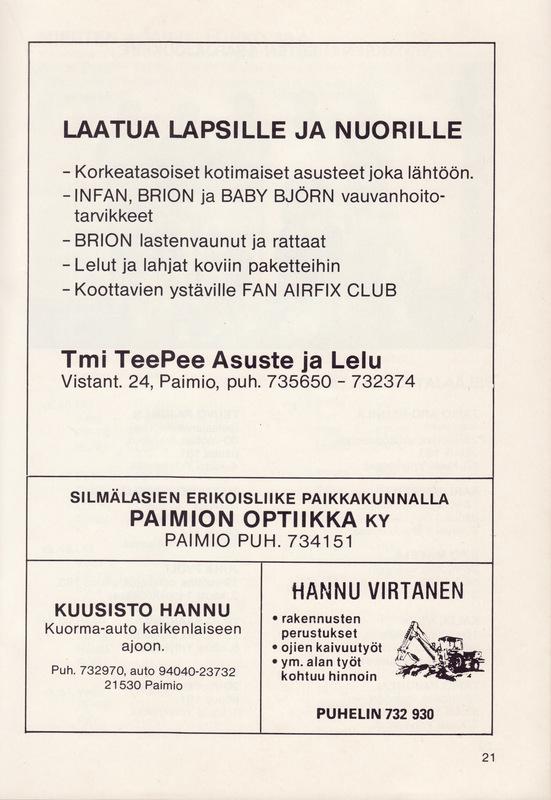 LAATUA LAPSILLE JA NUORILLE
- Korkeatasoiset kotimaiset asusteet joka lähtöön.
- INFAN, BRION ja BABY BJÖRN vauvanhoito-
tarvikkeet
- BRION lastenvaunut ja rattaat
- Lelut ja lahjat koviin paketteihin
- Koottavien ystäville FAN AIRFIX CLUB
Tmi TeePee Asuste ja Lelu
Vistant. 24, Paimio, puh. 735650 - 732374
SILMÄLASIEN ERIKOISLIIKE PAIKKAKUNNALLA
PAIMION OPTIIKKA KY
PAIMIO PUH. 734151
KUUSISTO HANNU
Kuorma-auto kaikenlaiseen
ajoon.
Puh. 732970, auto 94040-23732
21530 Paimio
HANNU VIRTANEN
• rakennusten
perustukset
• ojien kaivuutyöt
• ym. alan työt
kohtuu hinnoin
PUHELIN 732 930
21